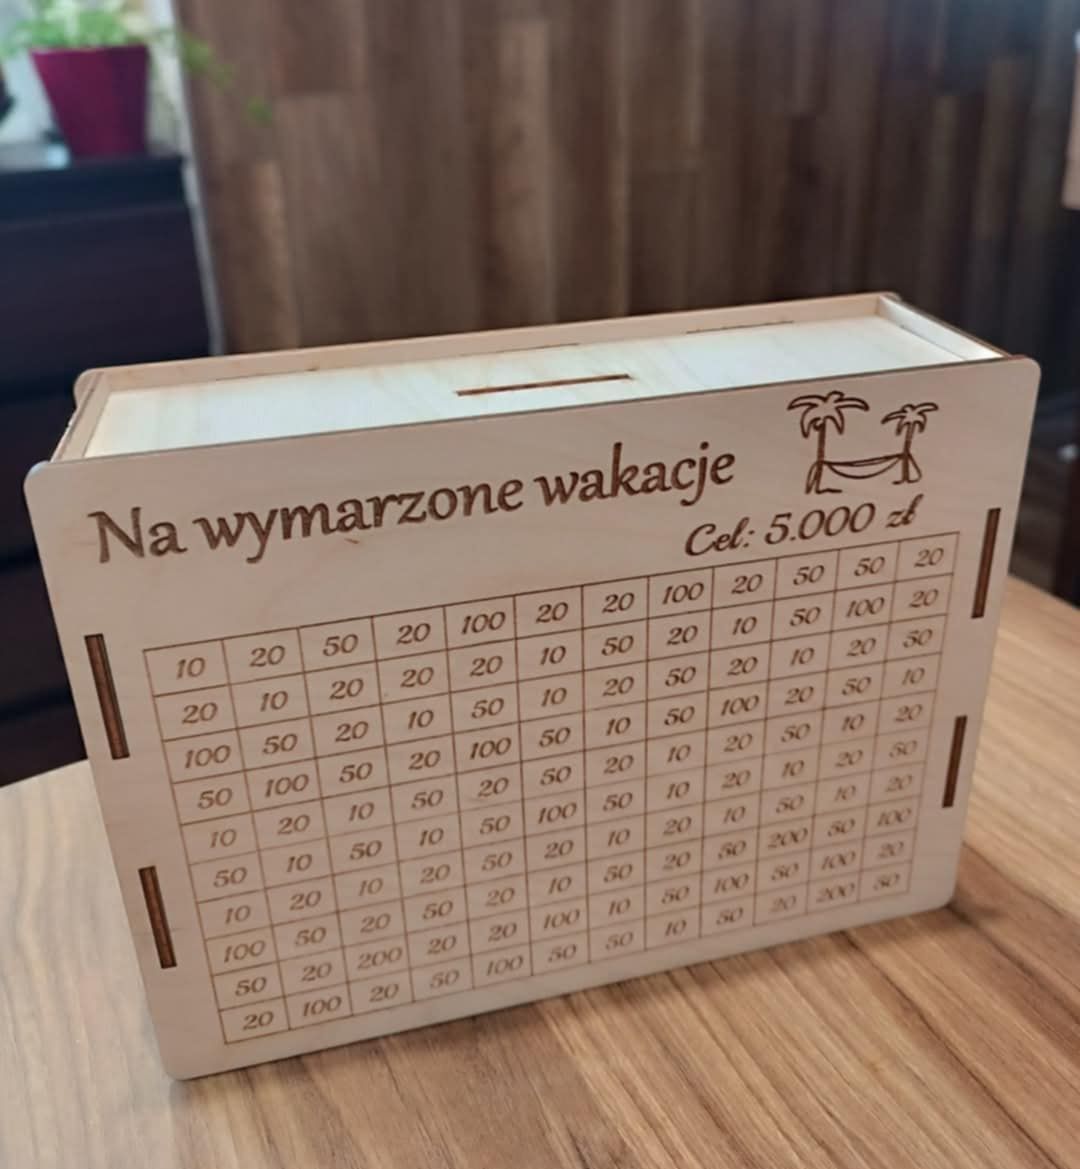 Na wymarzone wakacje
Cel: 5.000 zł
10 20 50 20 100 20 20 100 20 50 50 20
20 10 20 20 20 10 50 20 10 50 100 20
100 50 20 10 50 10 20 50 20 10 20 50
50 100 50 20 100 50 10 50 100 20 50 10
10 20 10 50 20 50 20 10 20 50 10 20
50 10 50 10 50 100 50 10 20 10 20 50
10 20 10 20 50 20 10 20 10 50 10 20
100 50 20 50 20 10 50 20 50 200 50 100
50 20 200 20 20 100 10 50 100 50 100 20
20 100 20 50 100 50 50 10 50 20 200 50